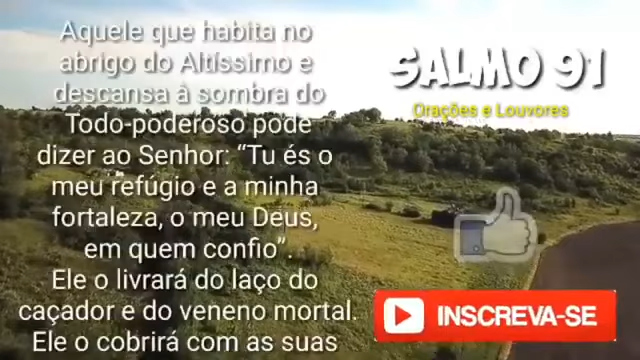 Aquele que habita no
abrigo do Altíssimo e
descansa à sombra do
Todo-poderoso pode
dizer ao Senhor: “Tu és o
meu refúgio e a minha
fortaleza, o meu Deus,
em quem confio”.
Ele o livrará do laço do
caçador e do veneno mortal.
Ele o cobrirá com as suas
SALMO 91
Orações e Louvores
INSCREVA-SE